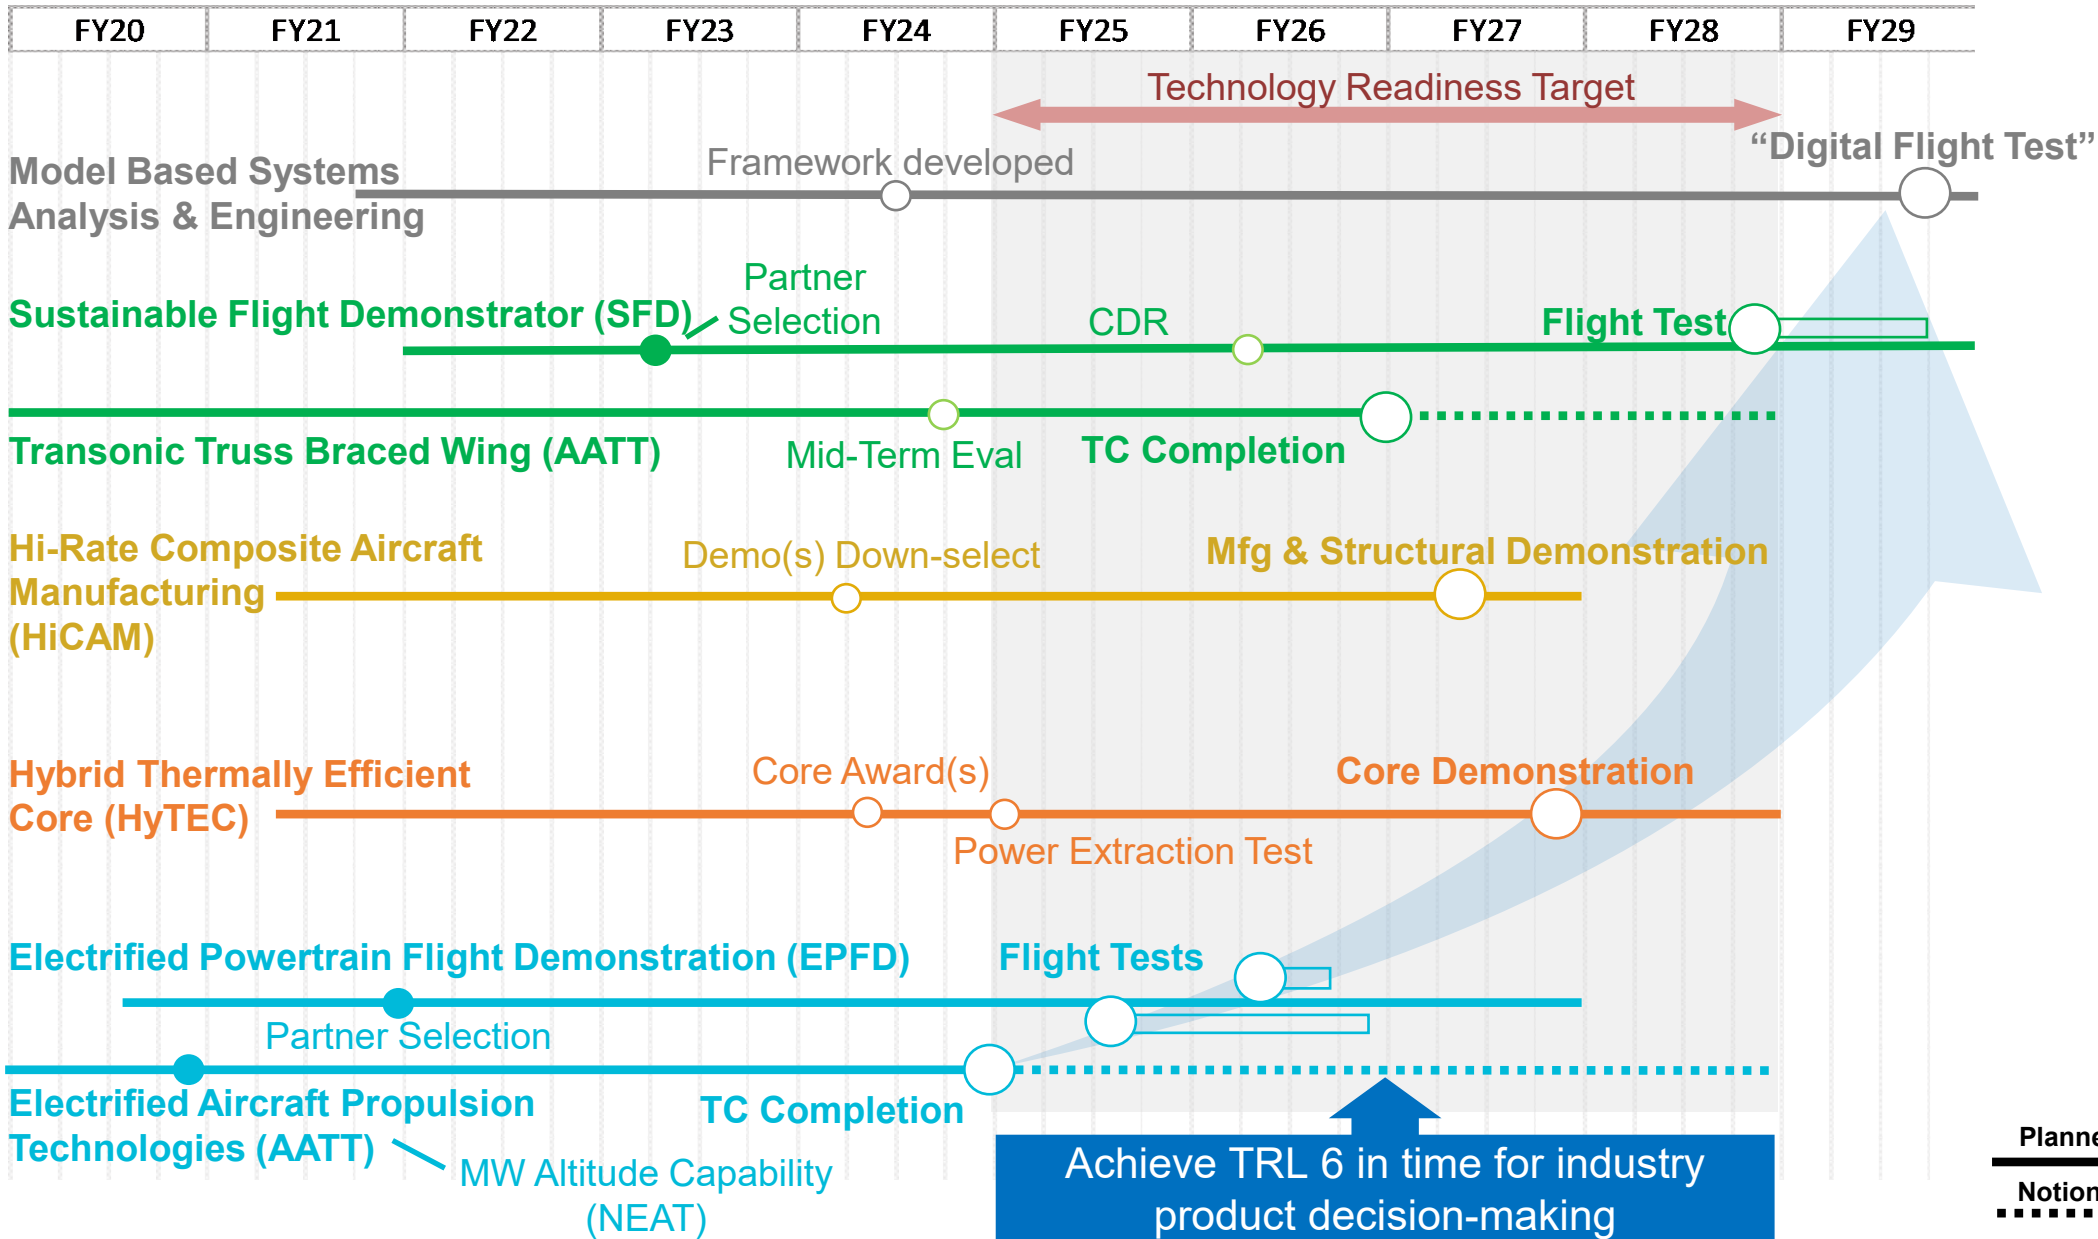 FY20 FY21 FY22 FY23 FY24 FY25 FY26 FY27 FY28 FY29
Technology Readiness Target
“Digital Flight Test”
Framework developed
Model Based Systems
Analysis & Engineering
Partner
Selection
Sustainable Flight Demonstrator (SFD)
CDR
Flight Test
Transonic Truss Braced Wing (AATT)
Mid-Term Eval
TC Completion
Hi-Rate Composite Aircraft
Manufacturing
(HiCAM)
Demo(s) Down-select
Mfg & Structural Demonstration
Hybrid Thermally Efficient
Core (HyTEC)
Core Award(s)
Power Extraction Test
Core Demonstration
Electrified Powertrain Flight Demonstration (EPFD)
Flight Tests
Partner Selection
Electrified Aircraft Propulsion
Technologies (AATT)
TC Completion
MW Altitude Capability
(NEAT)
Achieve TRL 6 in time for industry
product decision-making
Planne
Notion